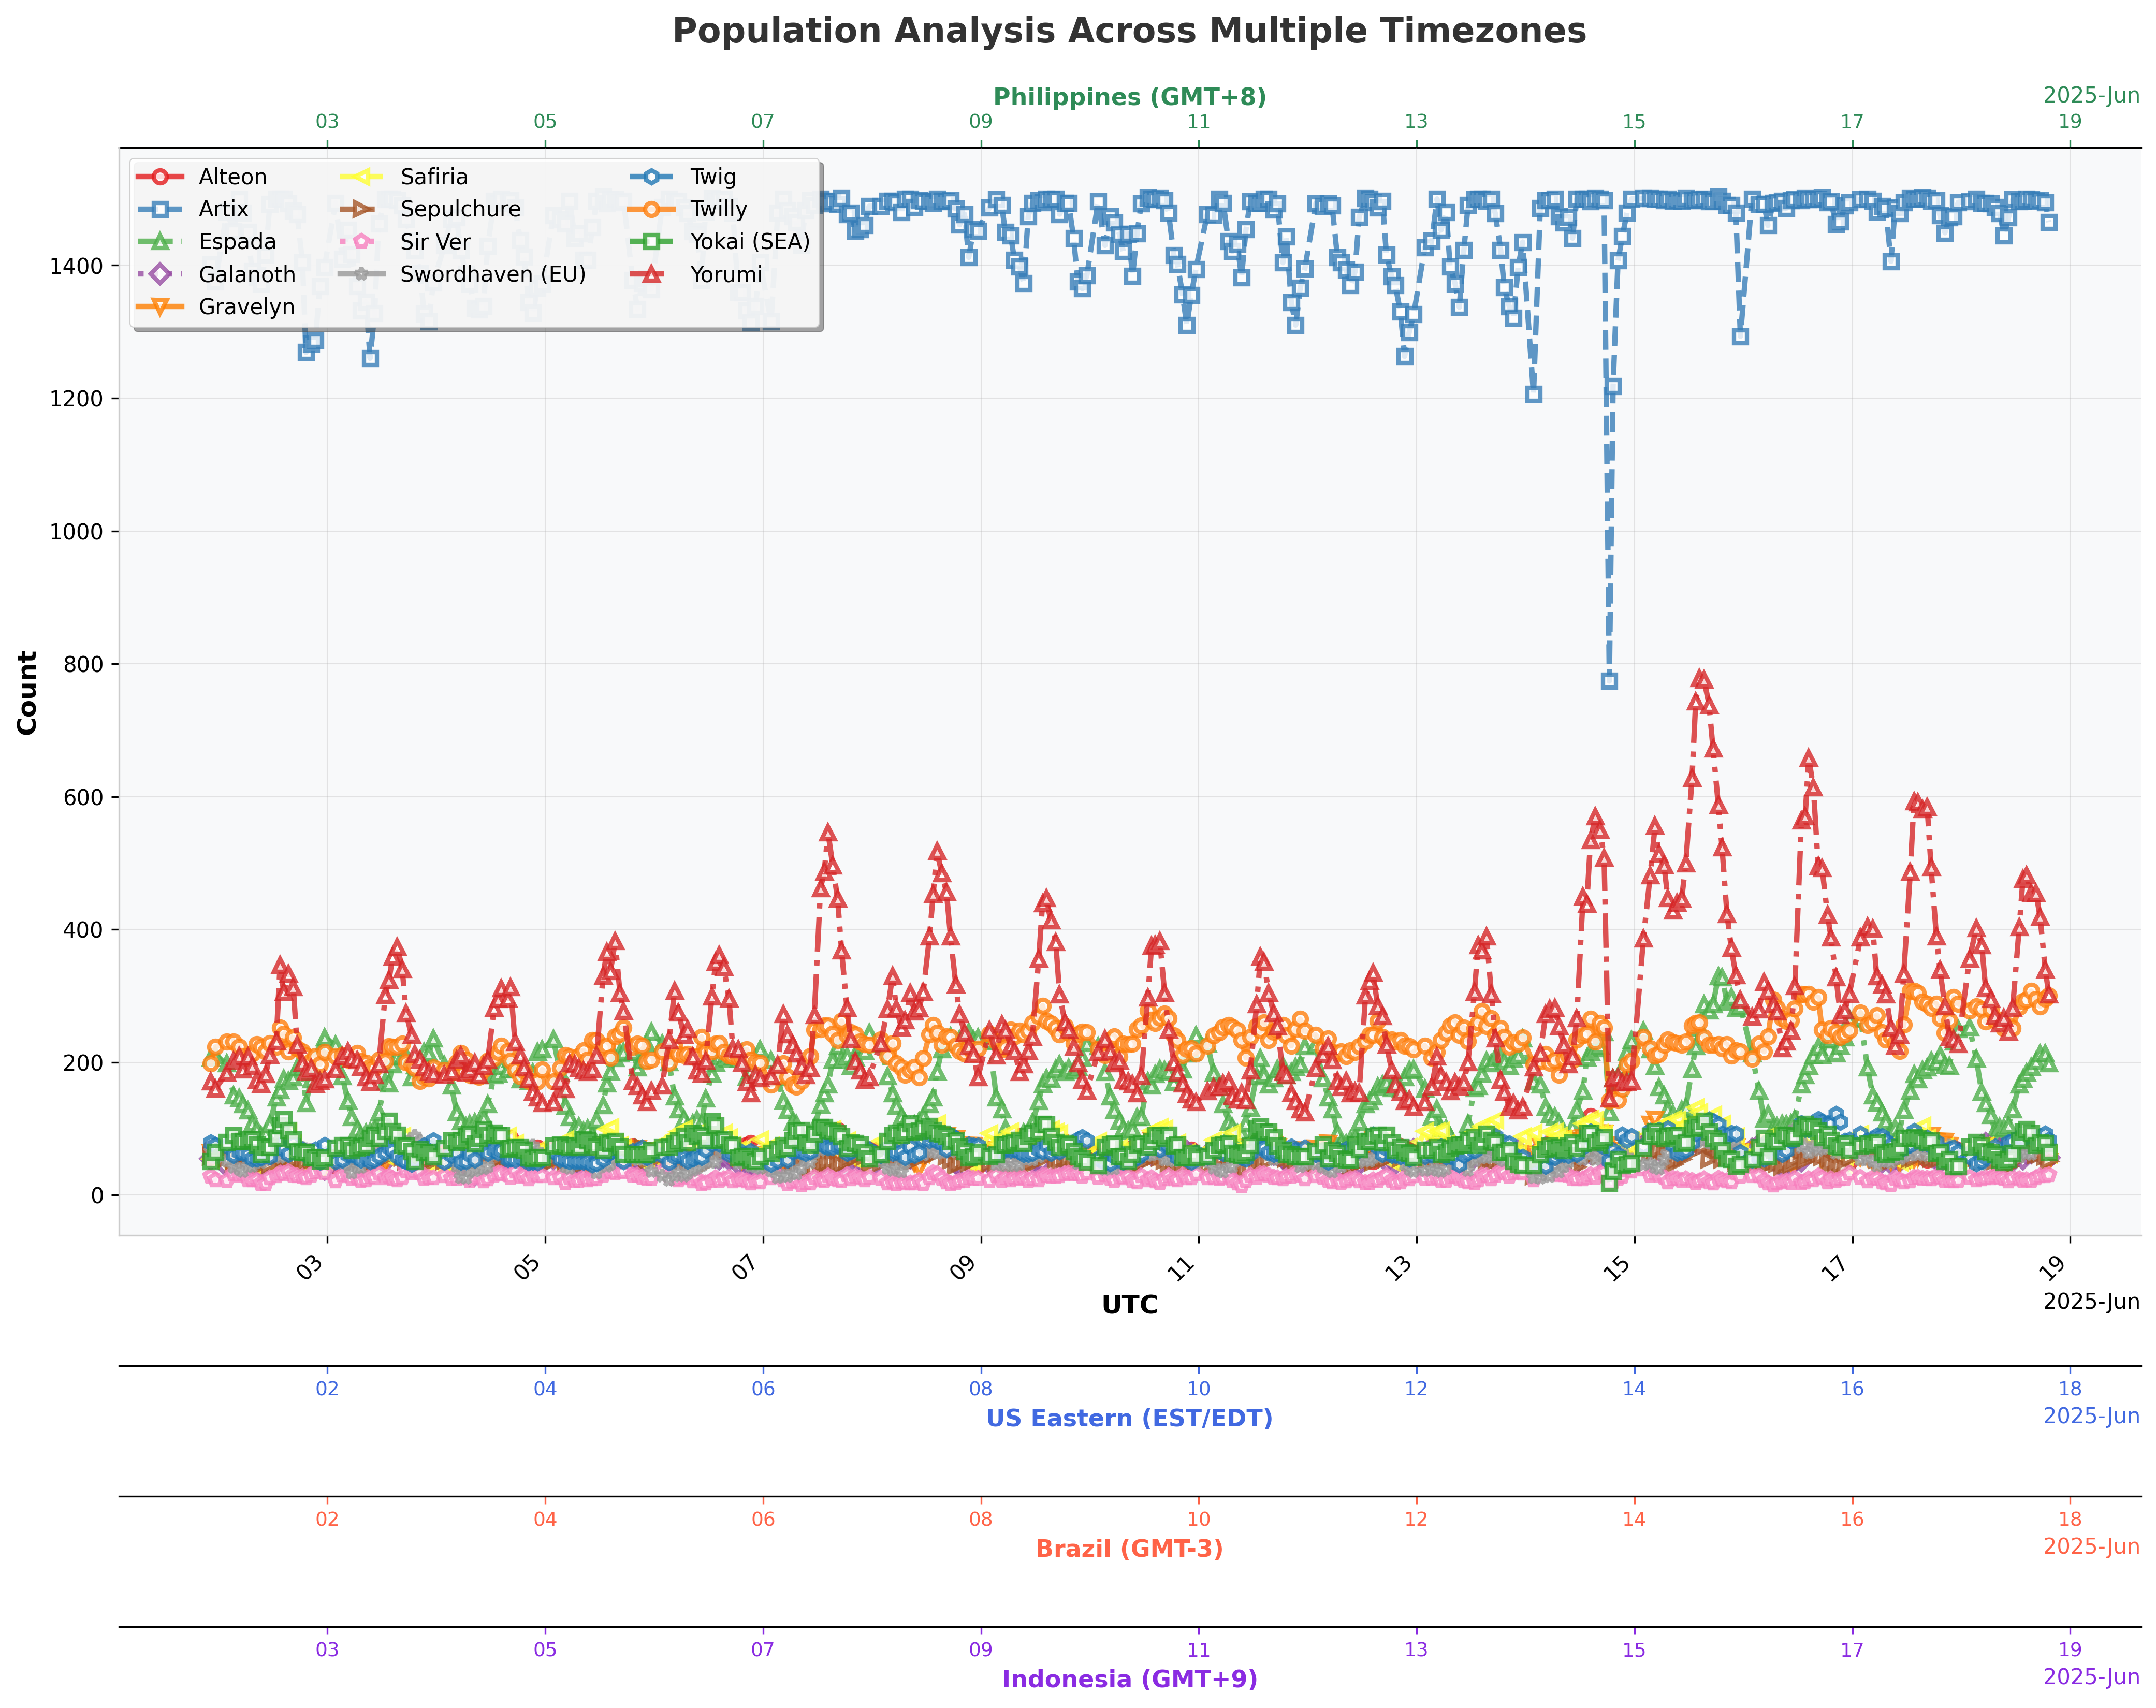 Population Analysis Across Multiple Timezones
Philippines (GMT+8)
2025-Jun
03 05 07 09 11 13 15 17 19
Alteon Safiria Twig
Artix Sepulchure Twilly
Espada Sir Ver Yokai (SEA)
Galanoth Swordhaven (EU) Yorumi
Gravelyn
1400
1200
1000
800
600
400
200
0
Count
03 05 07 09 11 13 15 17 19
UTC
2025-Jun
02 04 06 08 10 12 14 16 18
US Eastern (EST/EDT)
2025-Jun
02 04 06 08 10 12 14 16 18
Brazil (GMT-3)
2025-Jun
03 05 07 09 11 13 15 17 19
Indonesia (GMT+9)
2025-Jun